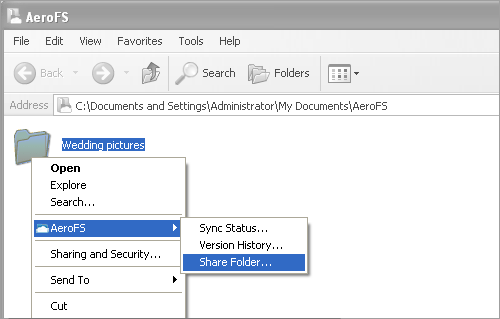 AeroFS
File Edit View Favorites Tools Help
Back Search Folders
Address C:\Documents and Settings\Administrator\My Documents\AeroFS
Wedding pictures
Open
Explore
Search...
AeroFS Sync Status...
Version History...
Sharing and Security... Share Folder...
Send To
Cut